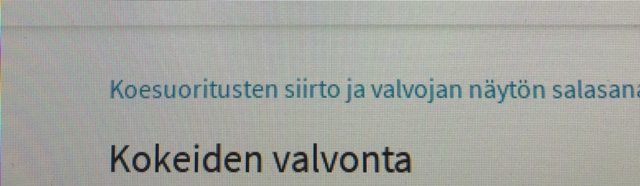 Koesuoritusten siirto ja valvojan näytön
Kokeiden valvonta